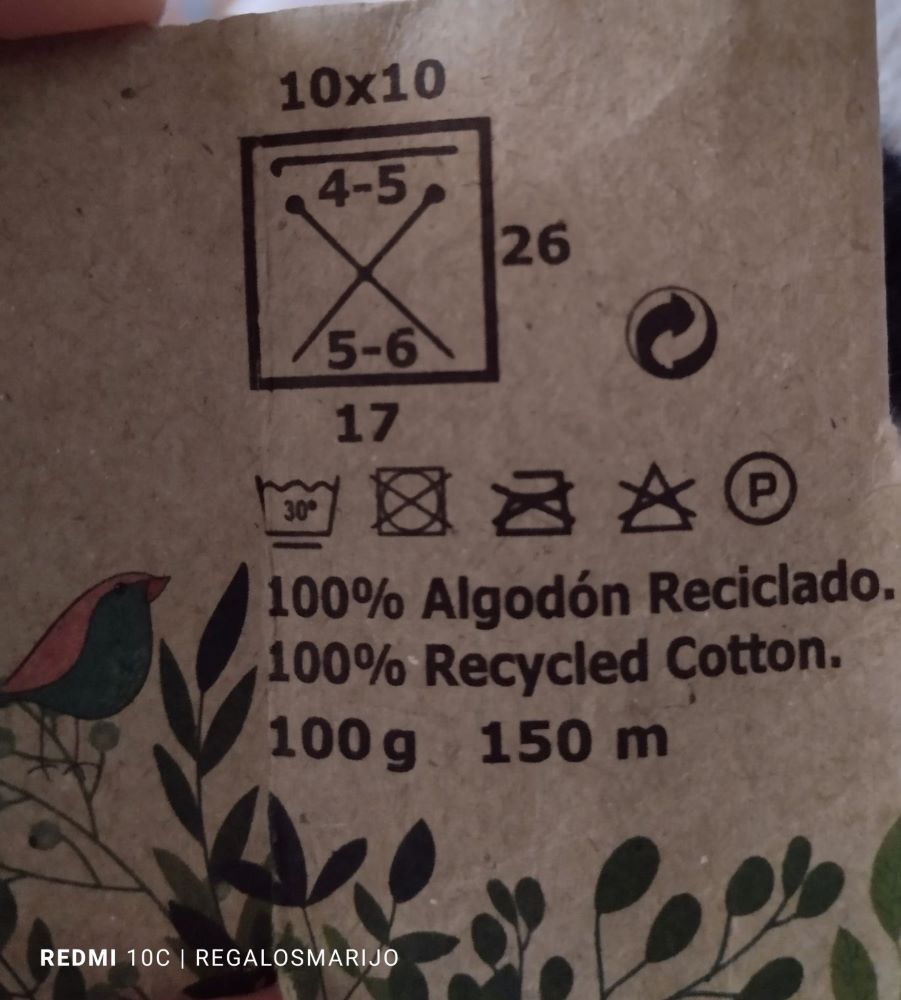 10x10
4-5
26
5-6
17
30°
P
100% Algodón Reciclado.
100% Recycled Cotton.
100 g 150 m
REDMI 10C | REGALOSMARIJO